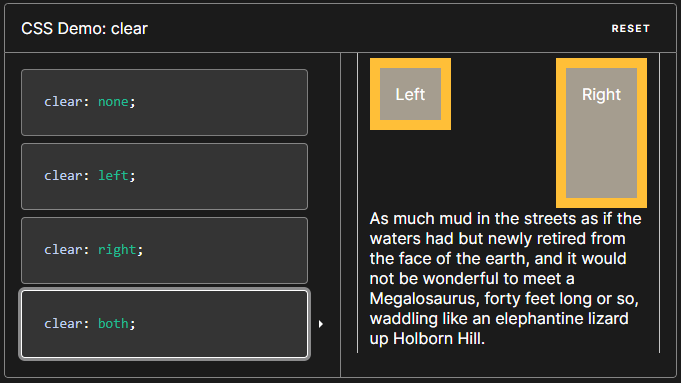 CSS Demo: clear
RESET
clear: none;
clear: left;
clear: right;
clear: both;
Left
Right
As much mud in the streets as if the
waters had but newly retired from
the face of the earth, and it would
not be wonderful to meet a
Megalosaurus, forty feet long or so,
waddling like an elephantine lizard
up Holborn Hill.